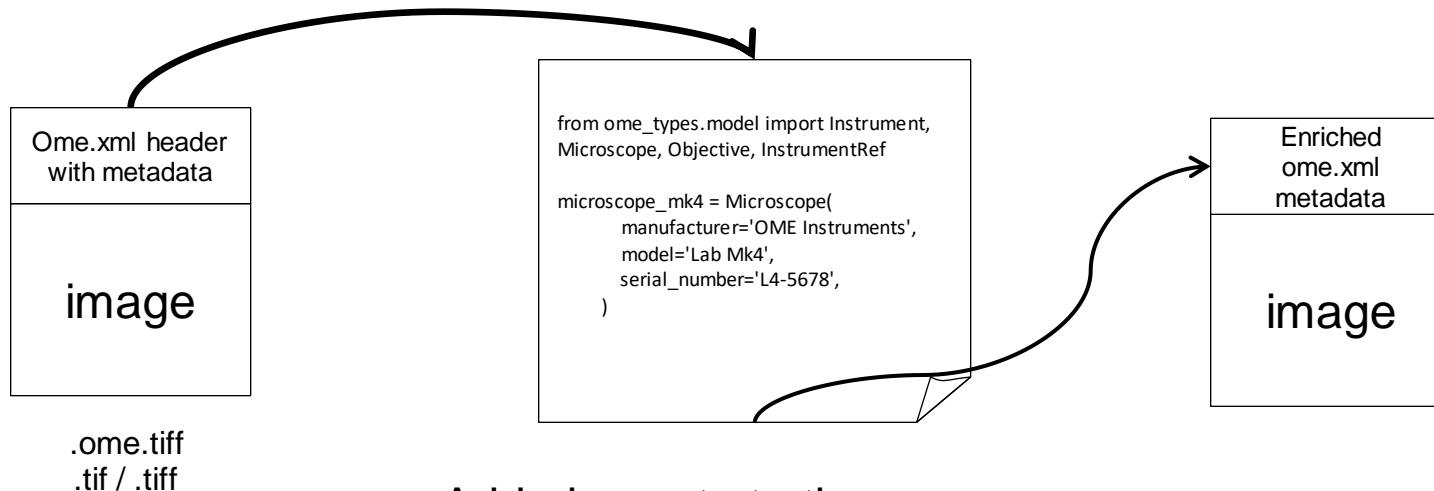 Ome.xml header
with metadata
image
.ome.tiff
.tif / .tiff
from ome_types.model import Instrument,
Microscope, Objective, InstrumentRef
microscope_mk4 = Microscope(
manufacturer='OME Instruments',
model='Lab Mk4',
serial_number='L4-5678',
)
Enriched
ome.xml
metadata
image